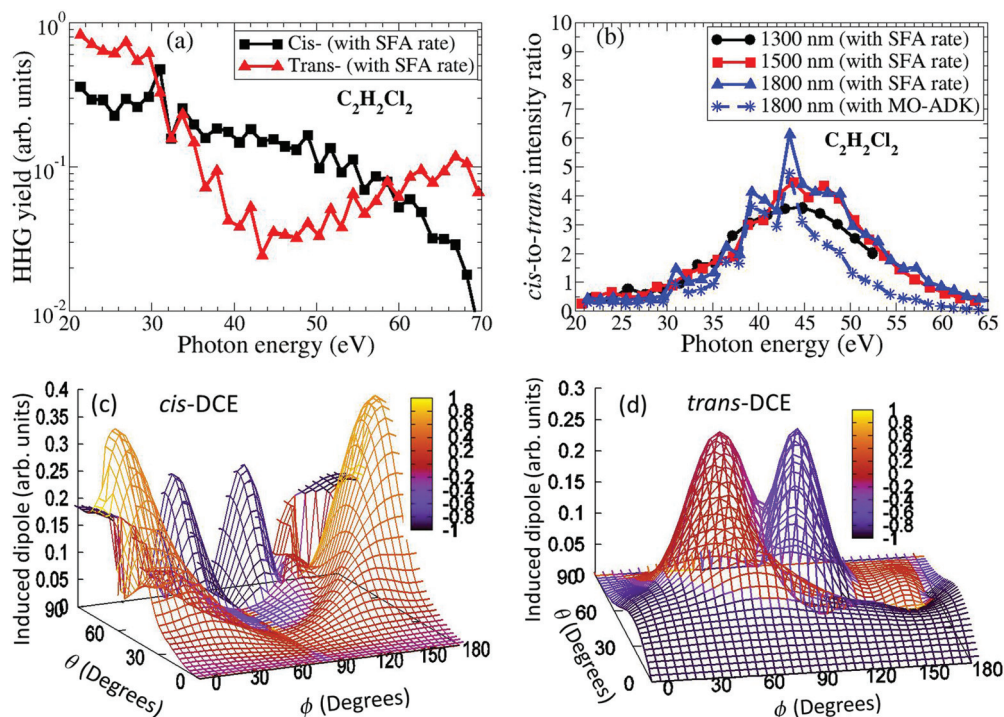 (a)
Cis- (with SFA rate)
Trans- (with SFA rate)
C₂H₂Cl₂
HHG yield (arb. units)
10⁰
10⁻¹
10⁻²
20 30 40 50 60 70
Photon energy (eV)
(b)
1300 nm (with SFA rate)
1500 nm (with SFA rate)
1800 nm (with SFA rate)
1800 nm (with MO-ADK)
C₂H₂Cl₂
cis-to-trans intensity ratio
10
9
8
7
6
5
4
3
2
1
0
20 25 30 35 40 45 50 55 60 65
Photon energy (eV)
(c) cis-DCE
Induced dipole (arb. units)
0.4
0.35
0.3
0.25
0.2
0.15
0.1
0.05
0
90 60 30 0
θ (Degrees)
0 30 60 90 120 150 180
ϕ (Degrees)
1
0.8
0.6
0.4
0.2
0
-0.2
-0.4
-0.6
-0.8
-1
(d) trans-DCE
Induced dipole (arb. units)
0.3
0.25
0.2
0.15
0.1
0.05
0
90 60 30 0
θ (Degrees)
0 30 60 90 120 150 180
ϕ (Degrees)
1
0.8
0.6
0.4
0.2
0
-0.2
-0.4
-0.6
-0.8
-1